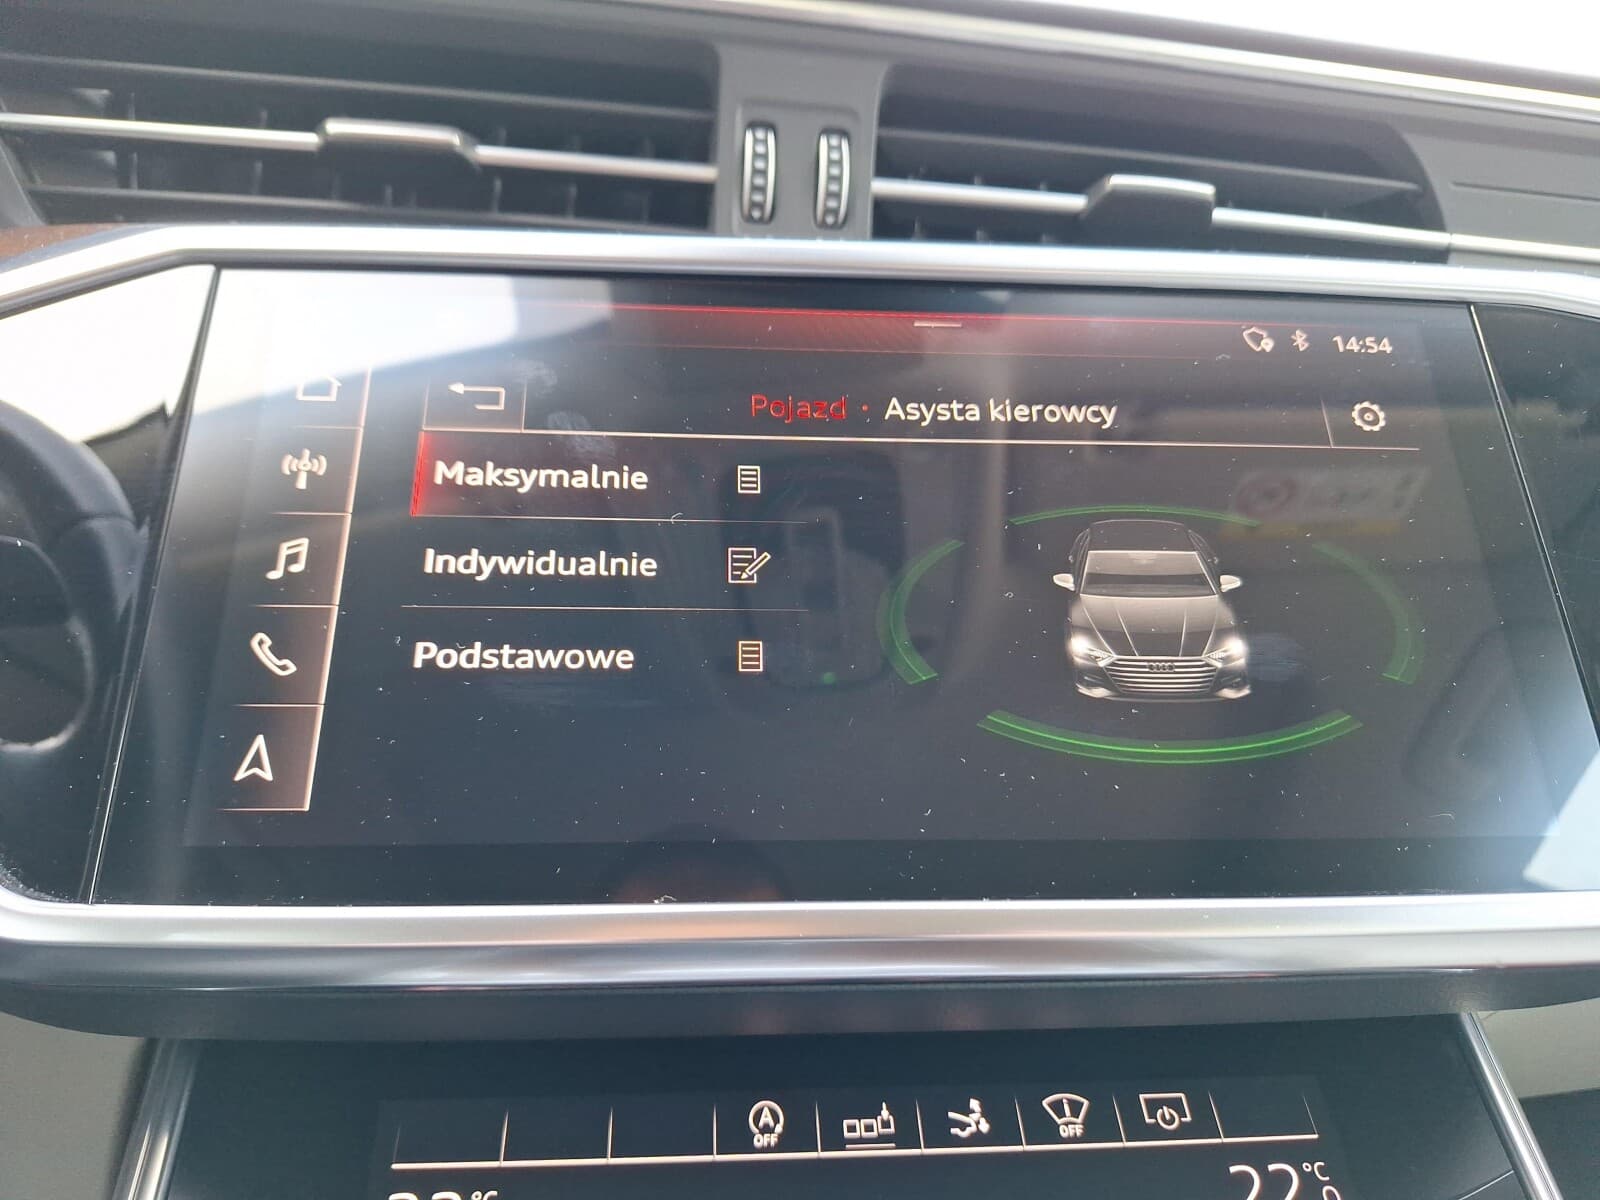 14:54
Pojazd · Asysta kierowcy
Maksymalnie
Indywidualnie
Podstawowe
A
OFF
OFF
22°C